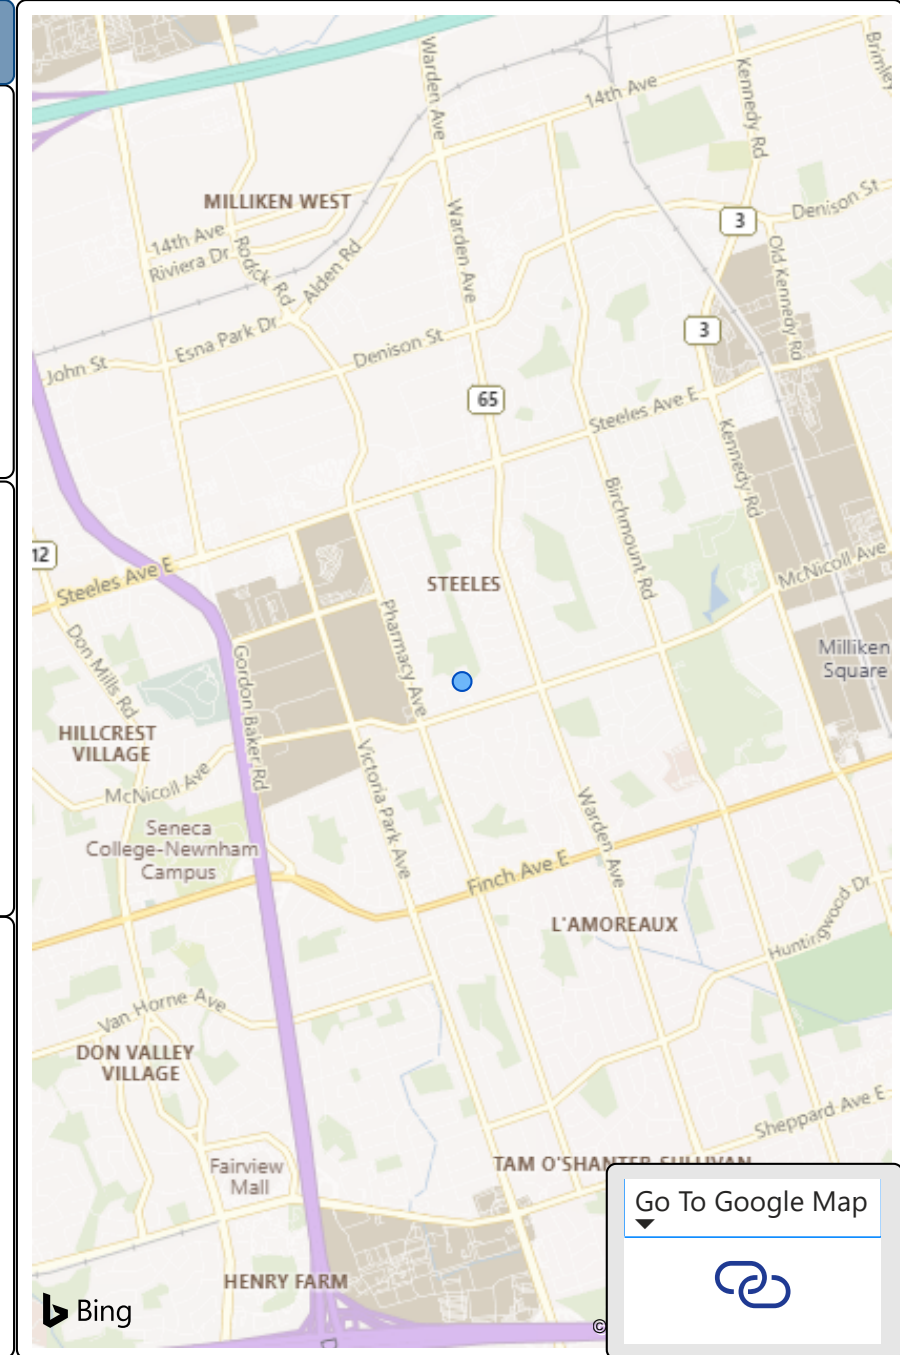 Warden Ave
Kennedy Rd
14th Ave
MILLIKEN WEST
3
Denison St
14th Ave
Riviera Dr
Rodick Rd
Alden Rd
Warden Ave
Old Kennedy Rd
3
Esna Park Dr
Denison St
John St
65
Steeles Ave E
Kennedy Rd
Birchmount Rd
12
Steeles Ave E
STEELES
McNicoll Ave
Pharmacy Ave
Don Mills Rd
Gordon Baker Rd
Milliken
Square
HILLCREST
VILLAGE
McNicoll Ave
Victoria Park Ave
Warden Ave
Seneca
College-Newnham
Campus
Finch Ave E
L'AMOREAUX
Huntingwood Dr
Van Horne Ave
DON VALLEY
VILLAGE
Sheppard Ave E
Fairview
Mall
TAM O'SHANTER-SULLIVAN
Go To Google Map
HENRY FARM
Bing
©